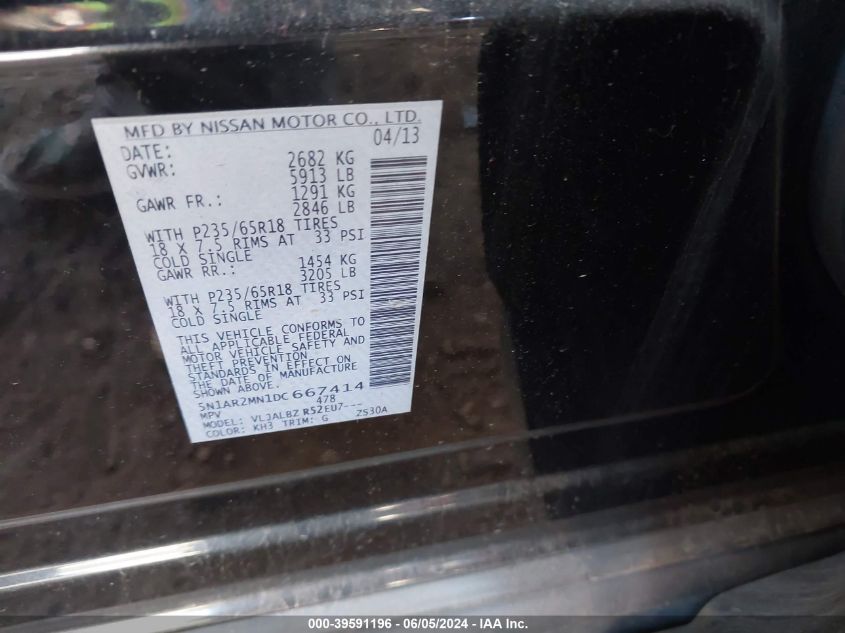 MFD BY NISSAN MOTOR CO., LTD.
DATE: 04/13
GVWR: 2682 KG
5913 LB
GAWR FR.: 1291 KG
2846 LB
WITH P235/65R18 TIRES
18 X 7.5 RIMS AT 33 PSI
COLD SINGLE
GAWR RR.: 1454 KG
3205 LB
WITH P235/65R18 TIRES
18 X 7.5 RIMS AT 33 PSI
COLD SINGLE
THIS VEHICLE CONFORMS TO
ALL APPLICABLE FEDERAL
MOTOR VEHICLE SAFETY AND
THEFT PREVENTION
STANDARDS IN EFFECT ON
THE DATE OF MANUFACTURE
SHOWN ABOVE.
5N1AR2MN1DC667414
MPV 478
MODEL: VLJALBZ R52EU7---
COLOR: KH3 TRIM: G ZS30A
000-39591196 - 06/05/2024 - IAA Inc.